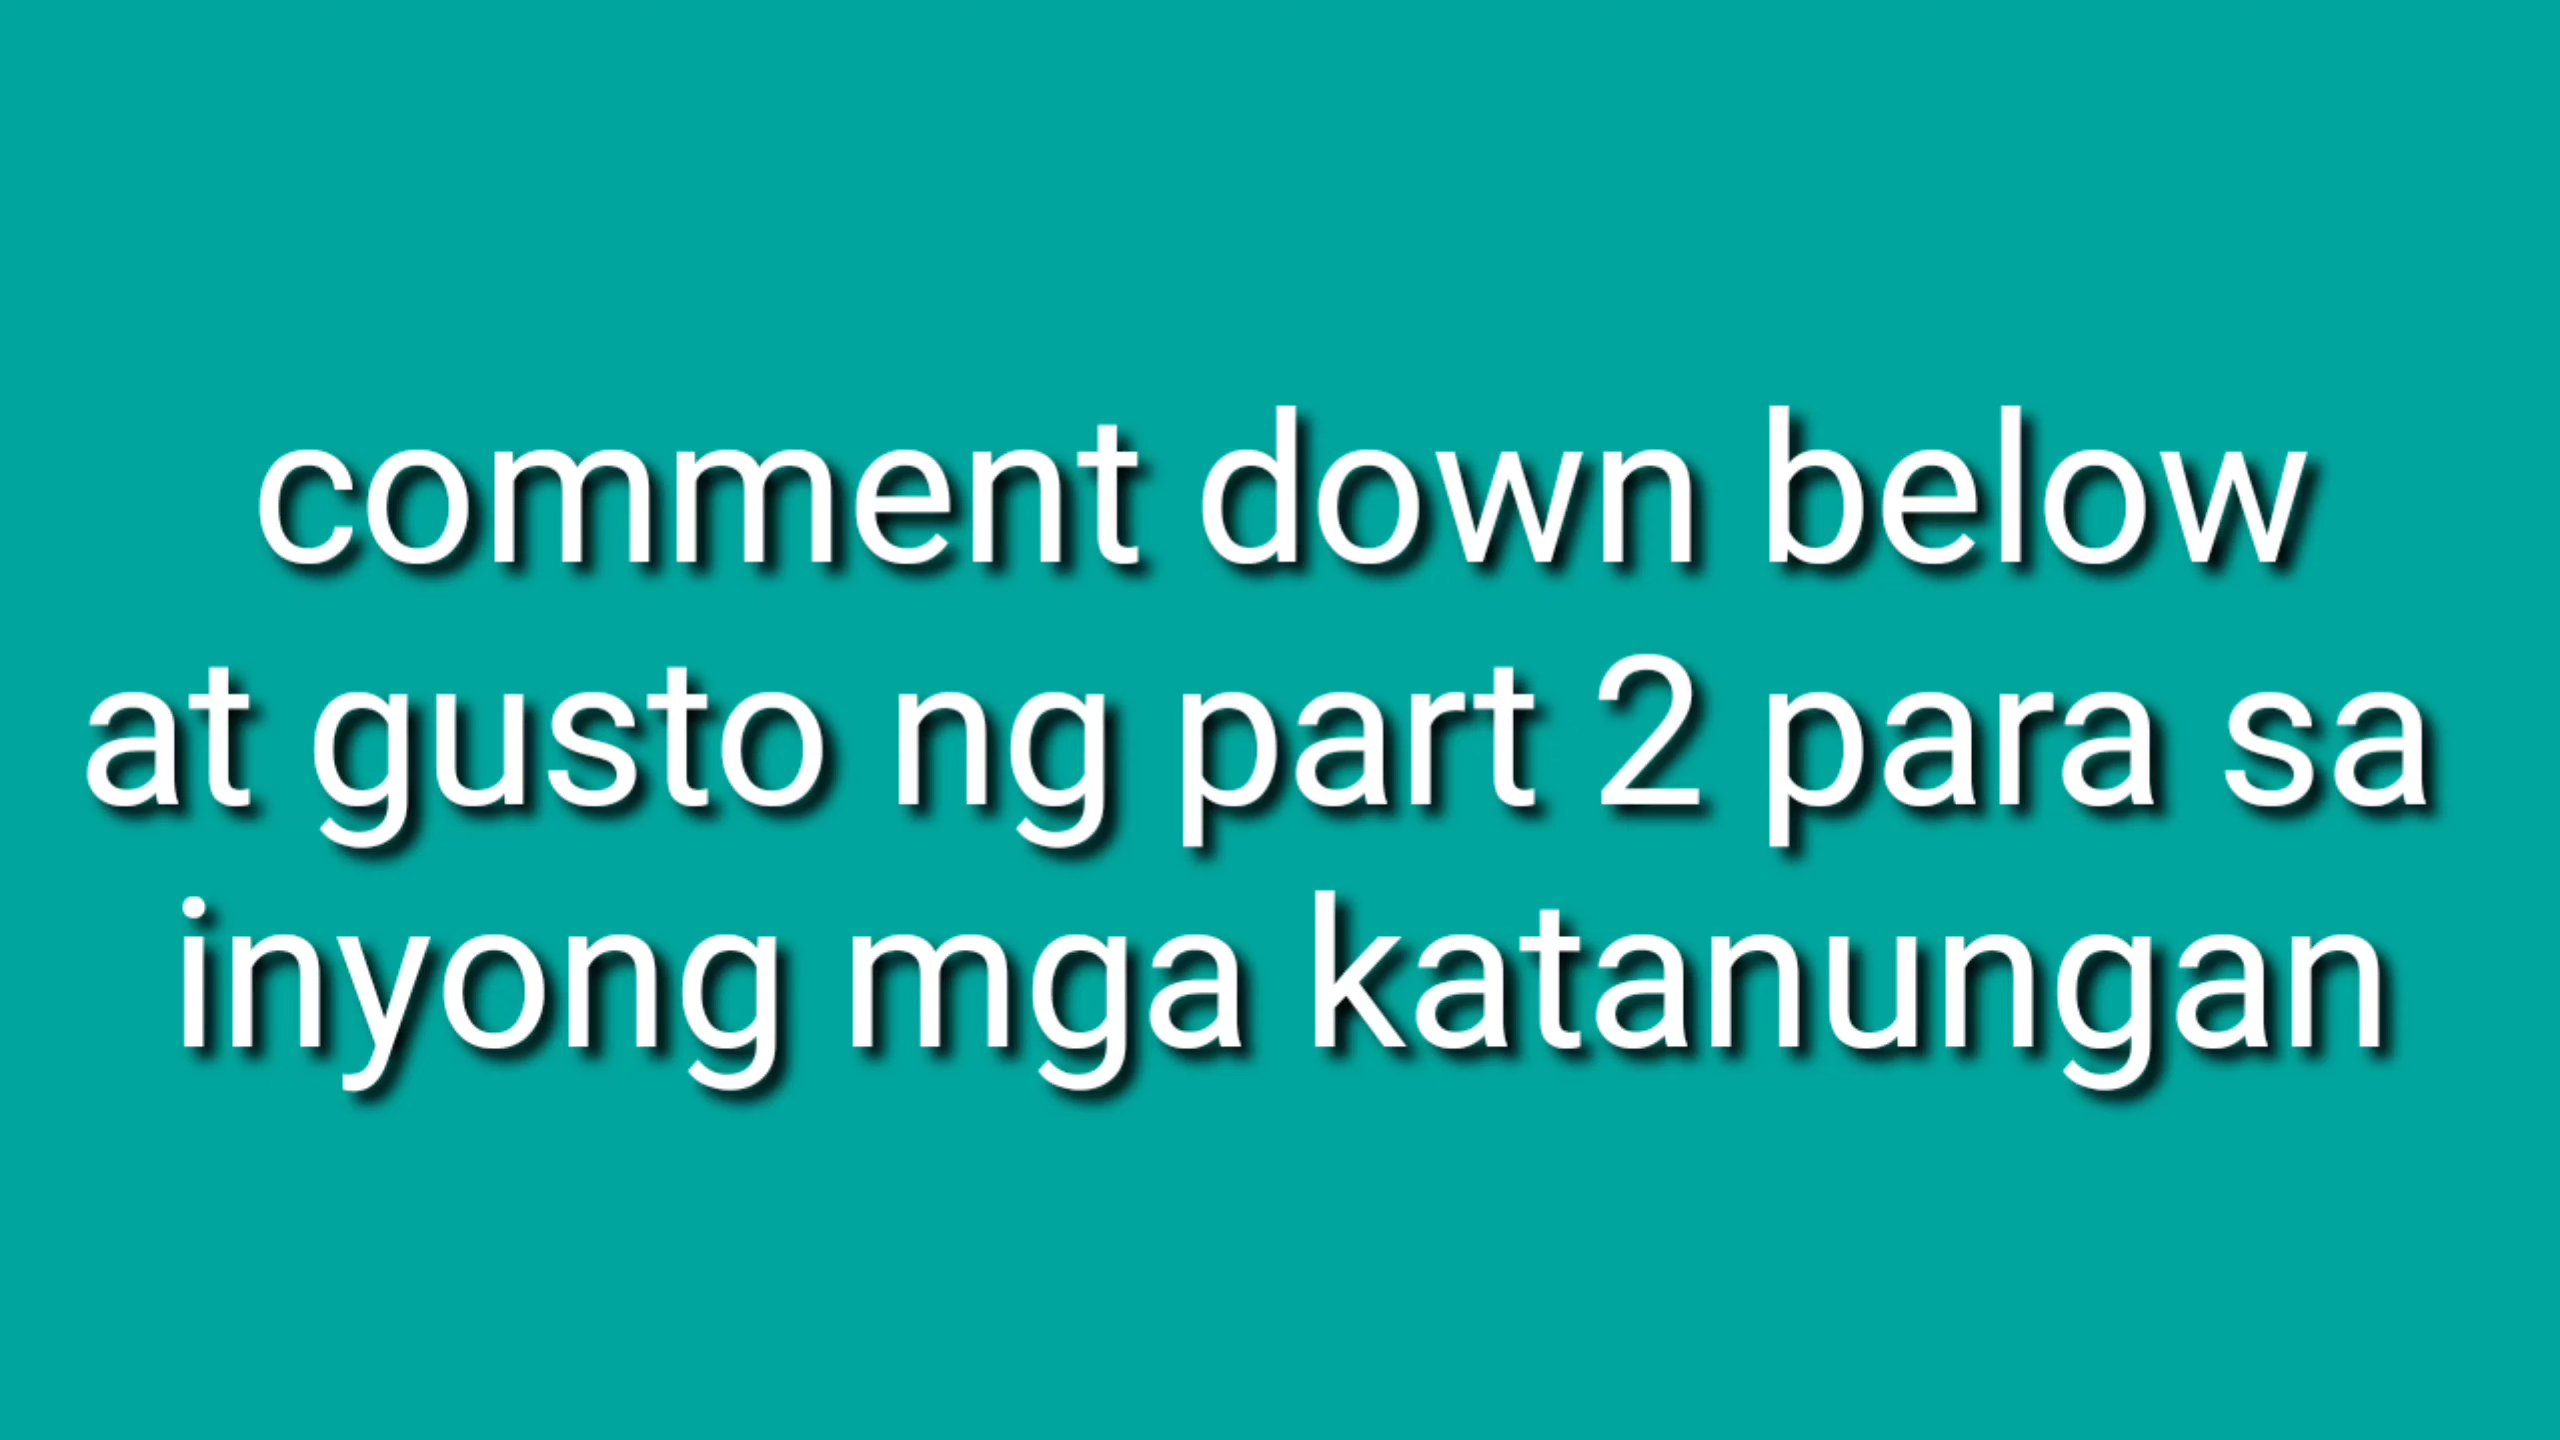 comment down below
at gusto ng part 2 para sa
inyong mga katanungan